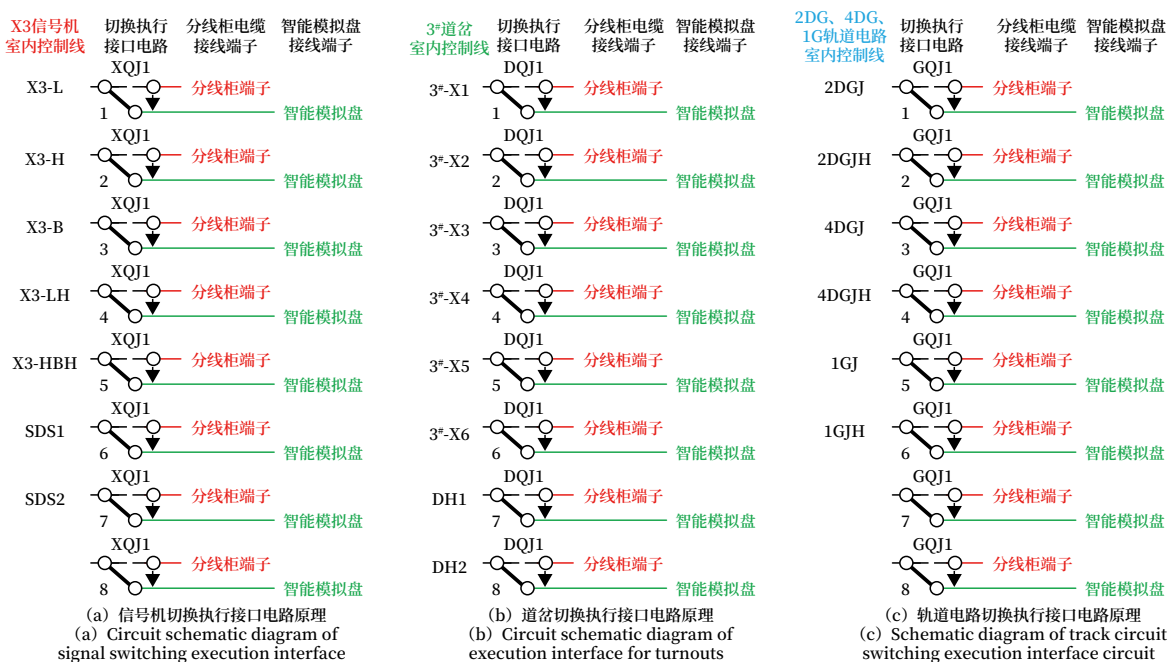 X3信号机
室内控制线
切换执行
接口电路
分线柜电缆
接线端子
智能模拟盘
接线端子
X3-L
XQJ1
1
分线柜端子
智能模拟盘
X3-H
XQJ1
2
分线柜端子
智能模拟盘
X3-B
XQJ1
3
分线柜端子
智能模拟盘
X3-LH
XQJ1
4
分线柜端子
智能模拟盘
X3-HBH
XQJ1
5
分线柜端子
智能模拟盘
SDS1
XQJ1
6
分线柜端子
智能模拟盘
SDS2
XQJ1
7
分线柜端子
智能模拟盘
XQJ1
8
分线柜端子
智能模拟盘
(a) 信号机切换执行接口电路原理
(a) Circuit schematic diagram of
signal switching execution interface
3#道岔
室内控制线
切换执行
接口电路
分线柜电缆
接线端子
智能模拟盘
接线端子
3#-X1
DQJ1
1
分线柜端子
智能模拟盘
3#-X2
DQJ1
2
分线柜端子
智能模拟盘
3#-X3
DQJ1
3
分线柜端子
智能模拟盘
3#-X4
DQJ1
4
分线柜端子
智能模拟盘
3#-X5
DQJ1
5
分线柜端子
智能模拟盘
3#-X6
DQJ1
6
分线柜端子
智能模拟盘
DH1
DQJ1
7
分线柜端子
智能模拟盘
DH2
DQJ1
8
分线柜端子
智能模拟盘
(b) 道岔切换执行接口电路原理
(b) Circuit schematic diagram of
execution interface for turnouts
2DG、4DG、
1G轨道电路
室内控制线
切换执行
接口电路
分线柜电缆
接线端子
智能模拟盘
接线端子
2DGJ
GQJ1
1
分线柜端子
智能模拟盘
2DGJH
GQJ1
2
分线柜端子
智能模拟盘
4DGJ
GQJ1
3
分线柜端子
智能模拟盘
4DGJH
GQJ1
4
分线柜端子
智能模拟盘
1GJ
GQJ1
5
分线柜端子
智能模拟盘
1GJH
GQJ1
6
分线柜端子
智能模拟盘
GQJ1
7
分线柜端子
智能模拟盘
GQJ1
8
分线柜端子
智能模拟盘
(c) 轨道电路切换执行接口电路原理
(c) Schematic diagram of track circuit
switching execution interface circuit